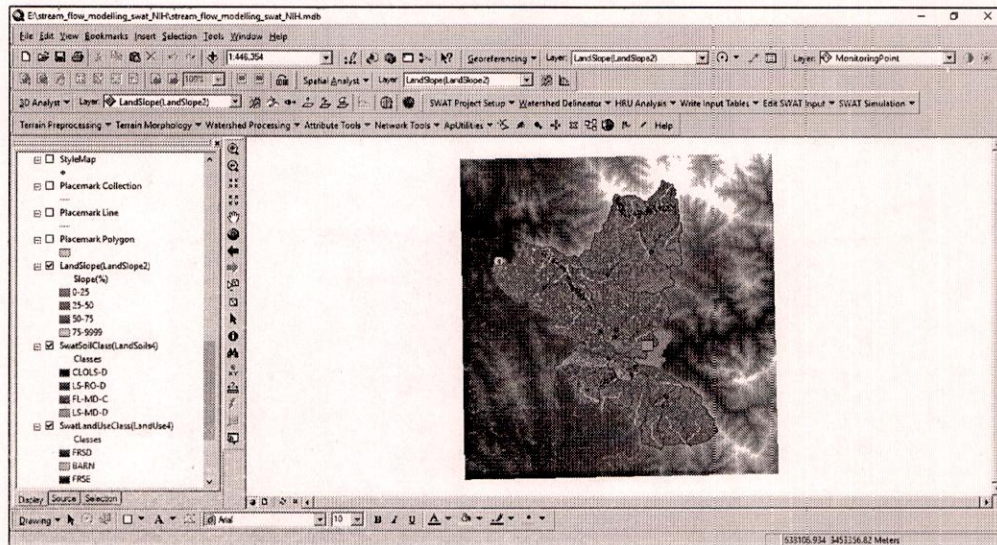 E:\stream_flow_modelling_swat_NIH\stream_flow_modelling_swat_NIH.mdb
File Edit View Bookmarks Insert Selection Tools Window Help
1:446,354 Georeferencing Layer: LandSlope(LandSlope2) Layer: MonitoringPoint
100% Spatial Analyst Layer: LandSlope(LandSlope2)
3D Analyst Layer: LandSlope(LandSlope2) SWAT Project Setup Watershed Delineator HRU Analysis Write Input Tables Edit SWAT Input SWAT Simulation
Terrain Preprocessing Terrain Morphology Watershed Processing Attribute Tools Network Tools ApUtilities Help
StyleMap
Placemark Collection
Placemark Line
Placemark Polygon
LandSlope(LandSlope2)
Slope(%)
0-25
25-50
50-75
75-9999
SwatSoilClass(LandSoils4)
Classes
CLOLS-D
LS-RO-D
FL-MD-C
LS-MD-D
SwatLandUseClass(LandUse4)
Classes
FRSD
BARN
FRSE
Display Source Selection
Drawing A Arial 10 B I U A
638106.934 3453356.82 Meters